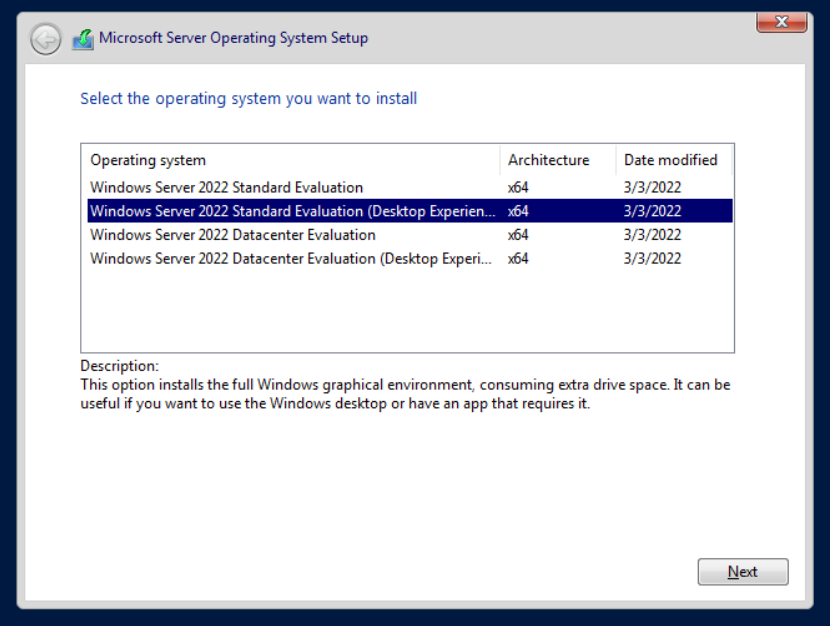 Microsoft Server Operating System Setup
Select the operating system you want to install
Operating system Architecture Date modified
Windows Server 2022 Standard Evaluation x64 3/3/2022
Windows Server 2022 Standard Evaluation (Desktop Experien... x64 3/3/2022
Windows Server 2022 Datacenter Evaluation x64 3/3/2022
Windows Server 2022 Datacenter Evaluation (Desktop Experi... x64 3/3/2022
Description:
This option installs the full Windows graphical environment, consuming extra drive space. It can be
useful if you want to use the Windows desktop or have an app that requires it.
Next